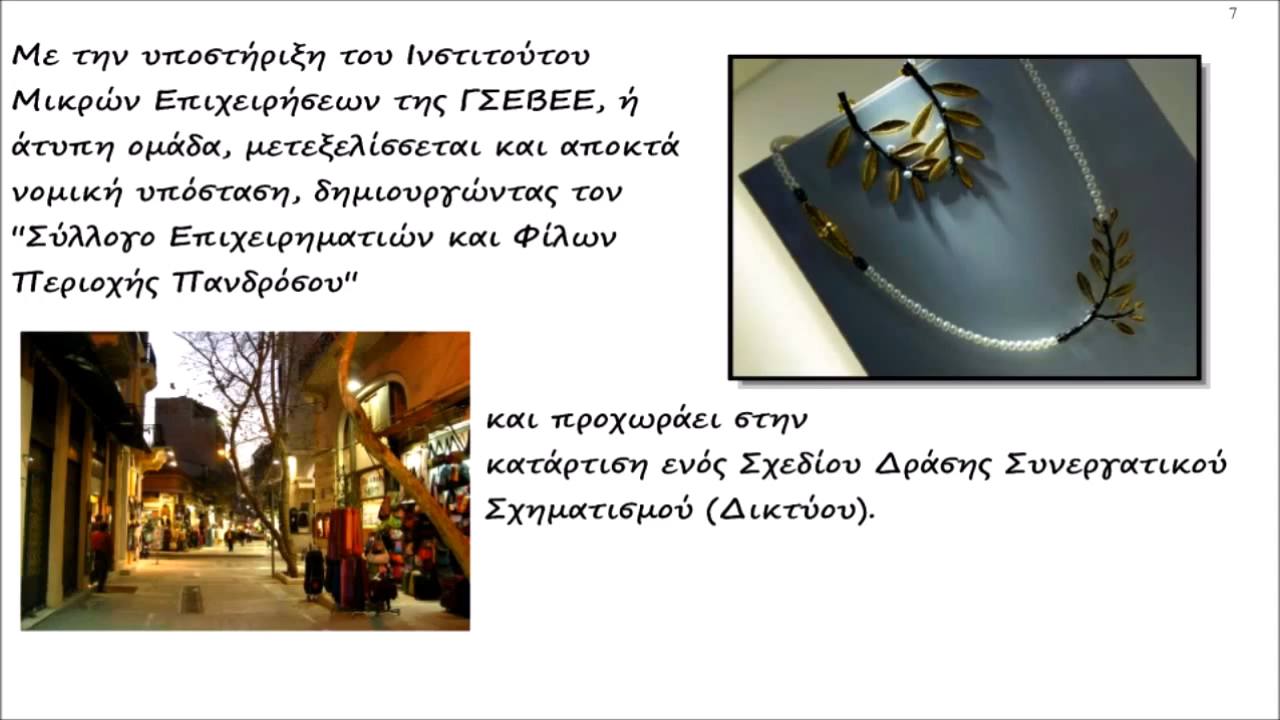 7
Με την υποστήριξη του Ινστιτούτου
Μικρών Επιχειρήσεων της ΓΣΕΒΕΕ, ή
άτυπη ομάδα, μετεξελίσσεται και αποκτά
νομική υπόσταση, δημιουργώντας τον
"Σύλλογο Επιχειρηματιών και Φίλων
Περιοχής Πανδρόσου"
και προχωράει στην
κατάρτιση ενός Σχεδίου Δράσης Συνεργατικού
Σχηματισμού (Δικτύου).